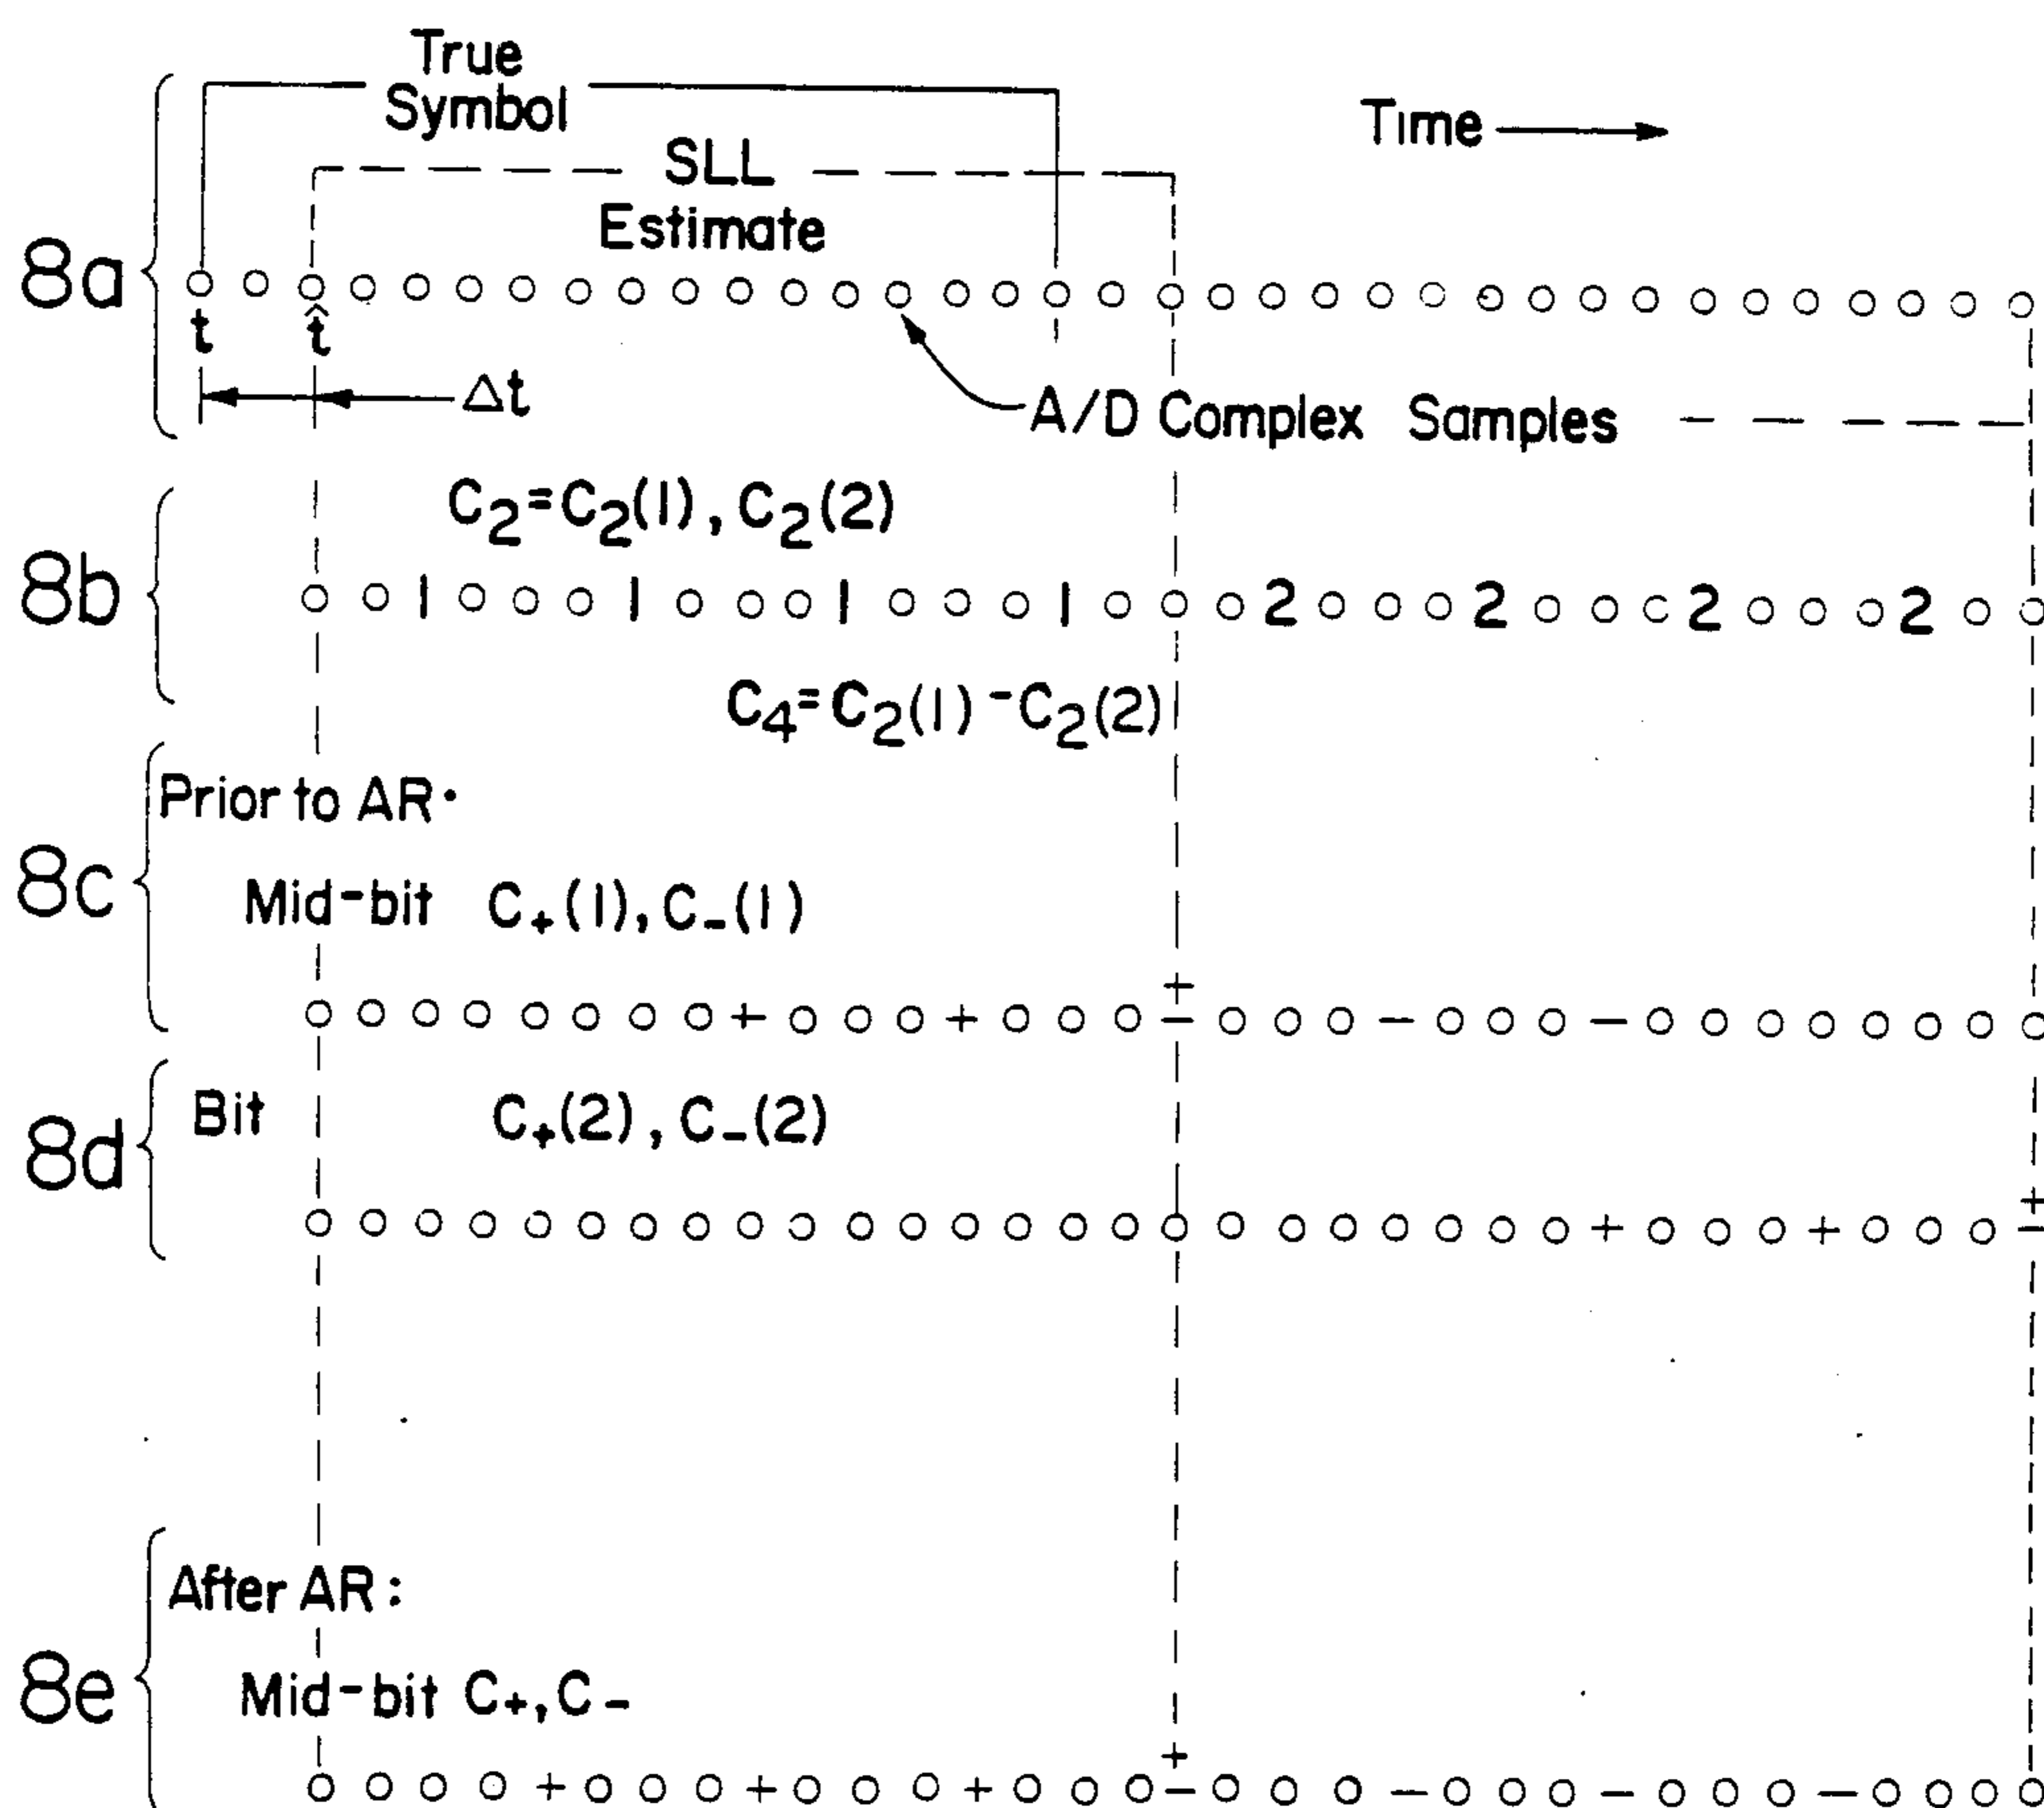 True
Symbol
Time
SLL
Estimate
8a
t t̂
Δt
A/D Complex Samples
C₂=C₂(1), C₂(2)
8b
o o 1 o o o 1 o o o 1 o o o 1 o o o 2 o o o 2 o o o 2 o o o 2 o o
C₄=C₂(1)-C₂(2)
Prior to AR·
8c
Mid-bit C₊(1), C₋(1)
8d
Bit C₊(2), C₋(2)
After AR:
8e
Mid-bit C₊, C₋